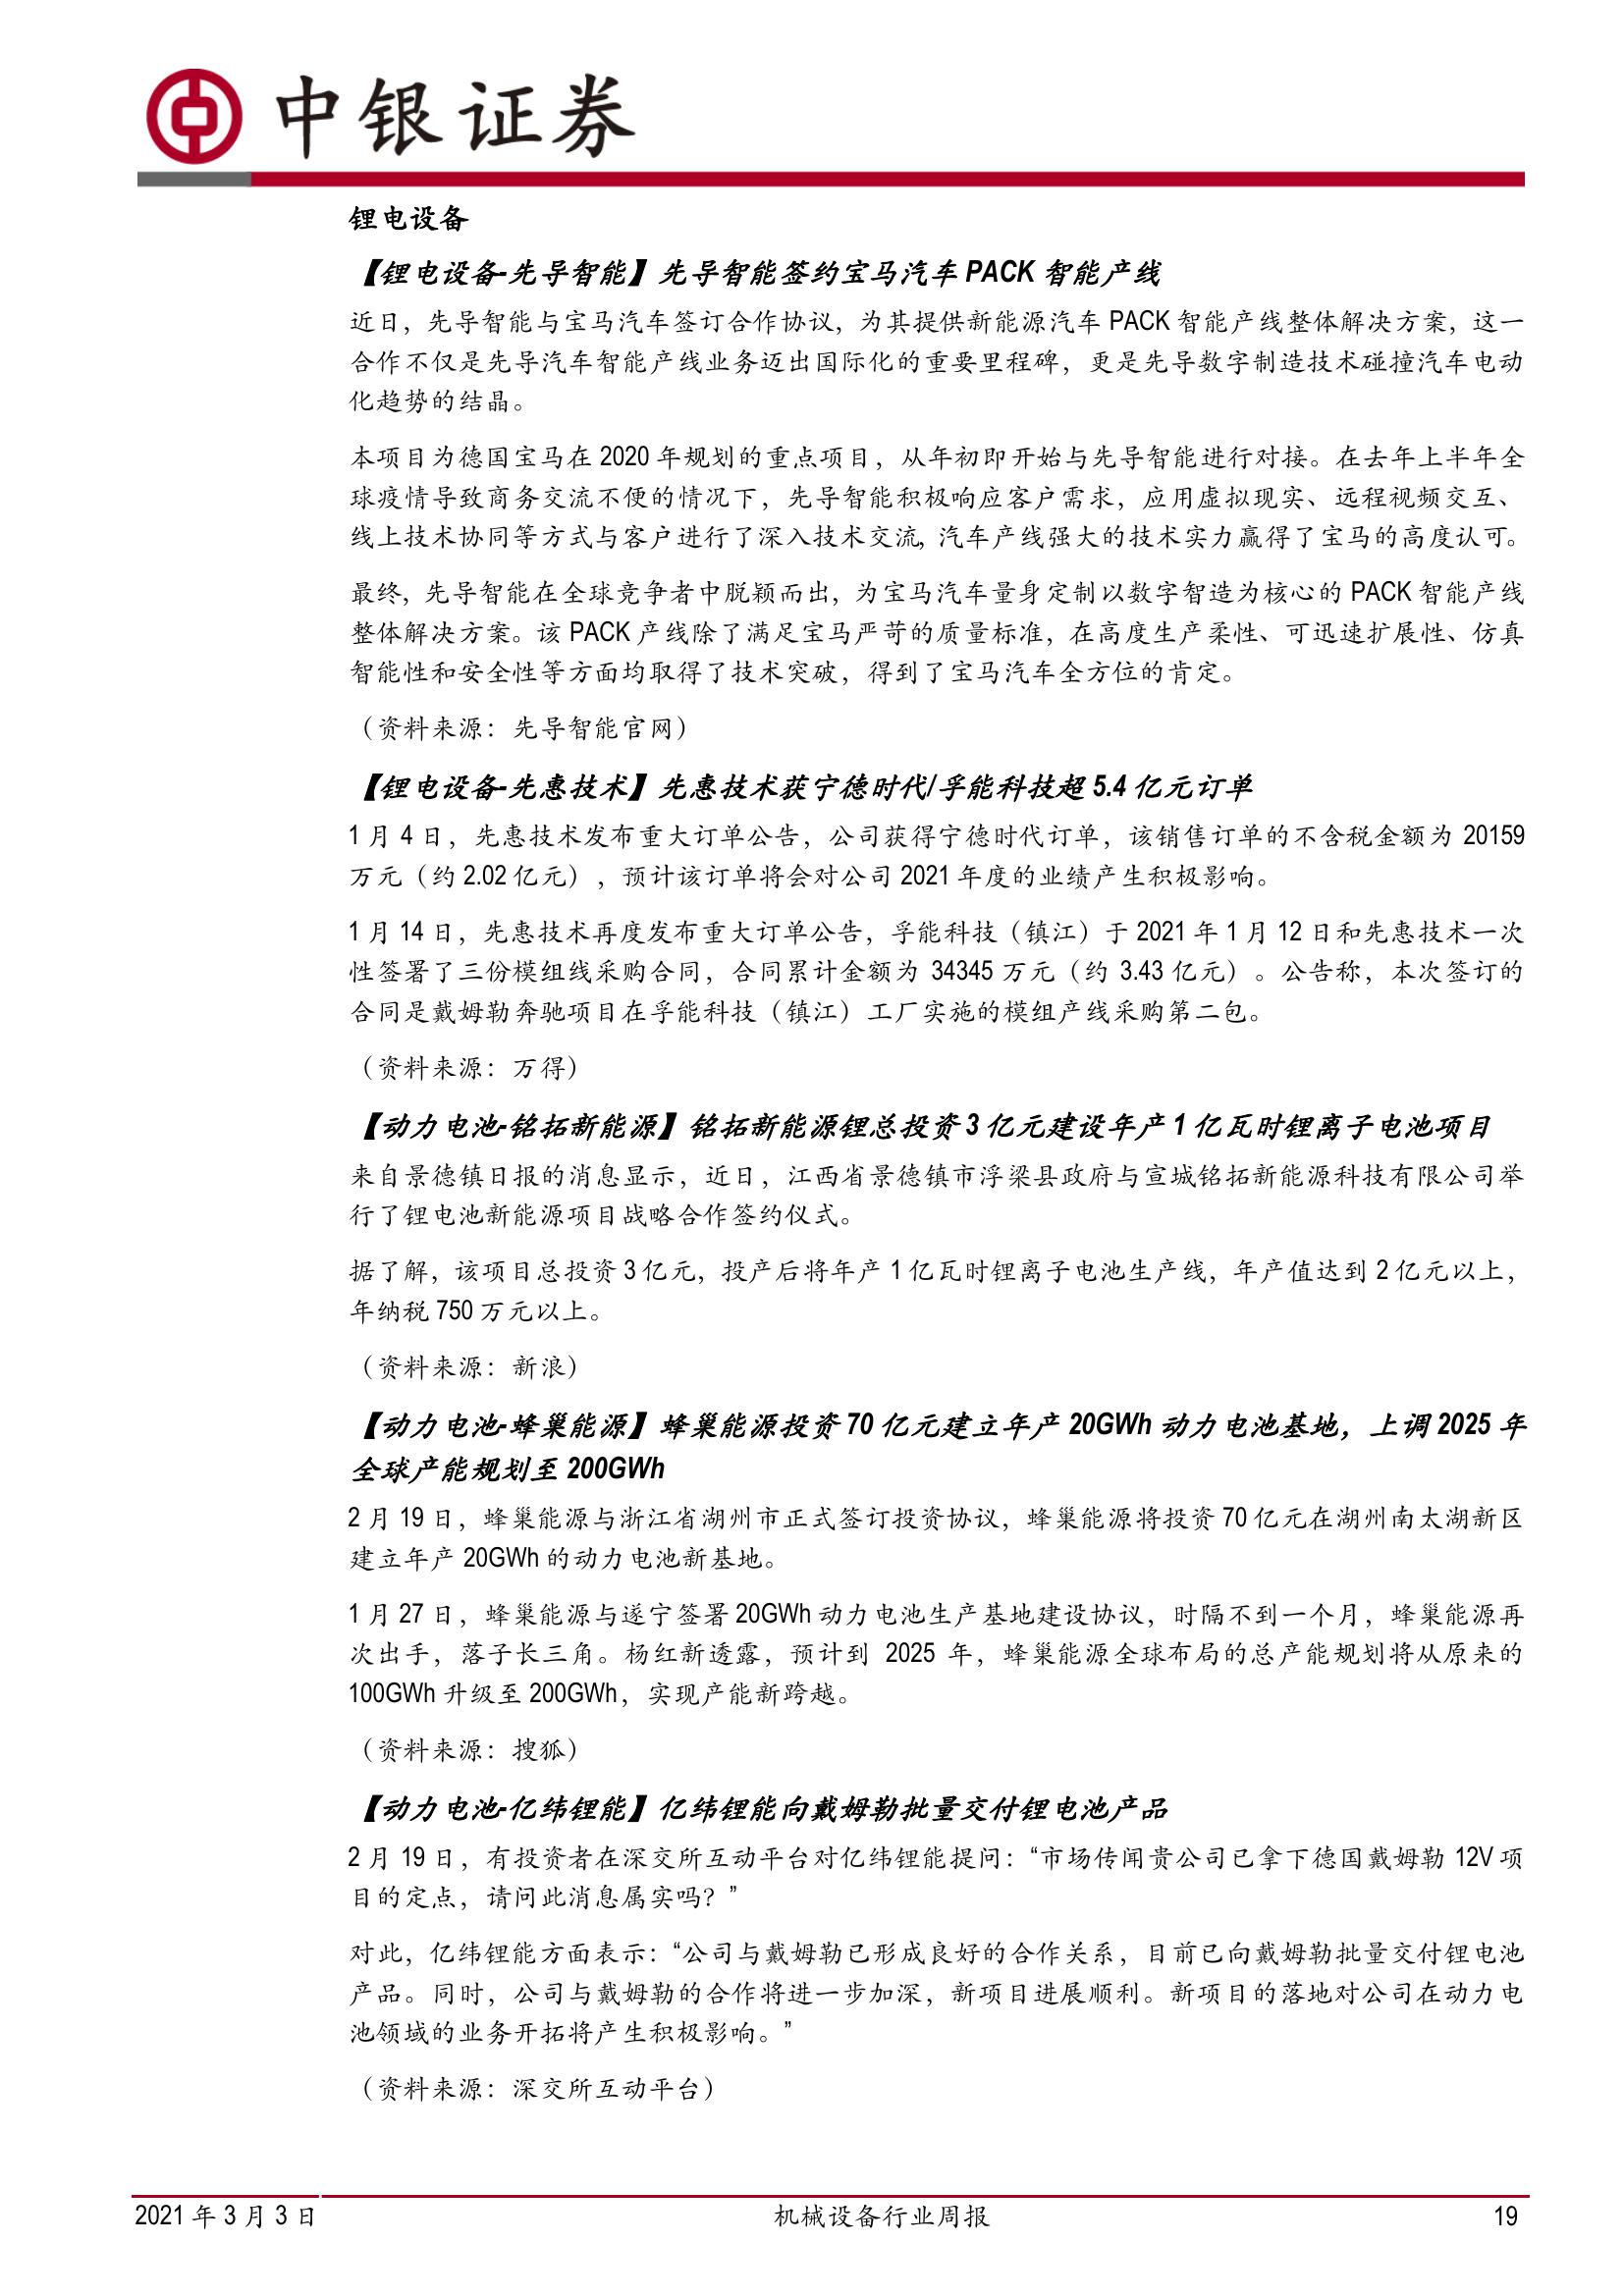 中银证券
锂电设备
【锂电设备-先导智能】先导智能签约宝马汽车 PACK 智能产线
近日，先导智能与宝马汽车签订合作协议，为其提供新能源汽车 PACK 智能产线整体解决方案，这一
合作不仅是先导汽车智能产线业务迈出国际化的重要里程碑，更是先导数字制造技术碰撞汽车电动
化趋势的结晶。
本项目为德国宝马在 2020 年规划的重点项目，从年初即开始与先导智能进行对接。在去年上半年全
球疫情导致商务交流不便的情况下，先导智能积极响应客户需求，应用虚拟现实、远程视频交互、
线上技术协同等方式与客户进行了深入技术交流，汽车产线强大的技术实力赢得了宝马的高度认可。
最终，先导智能在全球竞争者中脱颖而出，为宝马汽车量身定制以数字智造为核心的 PACK 智能产线
整体解决方案。该 PACK 产线除了满足宝马严苛的质量标准，在高度生产柔性、可迅速扩展性、仿真
智能性和安全性等方面均取得了技术突破，得到了宝马汽车全方位的肯定。
（资料来源：先导智能官网）
【锂电设备-先惠技术】先惠技术获宁德时代/孚能科技超 5.4 亿元订单
1 月 4 日，先惠技术发布重大订单公告，公司获得宁德时代订单，该销售订单的不含税金额为 20159
万元（约 2.02 亿元），预计该订单将会对公司 2021 年度的业绩产生积极影响。
1 月 14 日，先惠技术再度发布重大订单公告，孚能科技（镇江）于 2021 年 1 月 12 日和先惠技术一次
性签署了三份模组线采购合同，合同累计金额为 34345 万元（约 3.43 亿元）。公告称，本次签订的
合同是戴姆勒奔驰项目在孚能科技（镇江）工厂实施的模组产线采购第二包。
（资料来源：万得）
【动力电池-铭拓新能源】铭拓新能源锂总投资 3 亿元建设年产 1 亿瓦时锂离子电池项目
来自景德镇日报的消息显示，近日，江西省景德镇市浮梁县政府与宣城铭拓新能源科技有限公司举
行了锂电池新能源项目战略合作签约仪式。
据了解，该项目总投资 3 亿元，投产后将年产 1 亿瓦时锂离子电池生产线，年产值达到 2 亿元以上，
年纳税 750 万元以上。
（资料来源：新浪）
【动力电池-蜂巢能源】蜂巢能源投资 70 亿元建立年产 20GWh 动力电池基地，上调 2025 年
全球产能规划至 200GWh
2 月 19 日，蜂巢能源与浙江省湖州市正式签订投资协议，蜂巢能源将投资 70 亿元在湖州南太湖新区
建立年产 20GWh 的动力电池新基地。
1 月 27 日，蜂巢能源与遂宁签署 20GWh 动力电池生产基地建设协议，时隔不到一个月，蜂巢能源再
次出手，落子长三角。杨红新透露，预计到 2025 年，蜂巢能源全球布局的总产能规划将从原来的
100GWh 升级至 200GWh，实现产能新跨越。
（资料来源：搜狐）
【动力电池-亿纬锂能】亿纬锂能向戴姆勒批量交付锂电池产品
2 月 19 日，有投资者在深交所互动平台对亿纬锂能提问：“市场传闻贵公司已拿下德国戴姆勒 12V 项
目的定点，请问此消息属实吗？”
对此，亿纬锂能方面表示：“公司与戴姆勒已形成良好的合作关系，目前已向戴姆勒批量交付锂电池
产品。同时，公司与戴姆勒的合作将进一步加深，新项目进展顺利。新项目的落地对公司在动力电
池领域的业务开拓将产生积极影响。”
（资料来源：深交所互动平台）
2021 年 3 月 3 日 机械设备行业周报 19